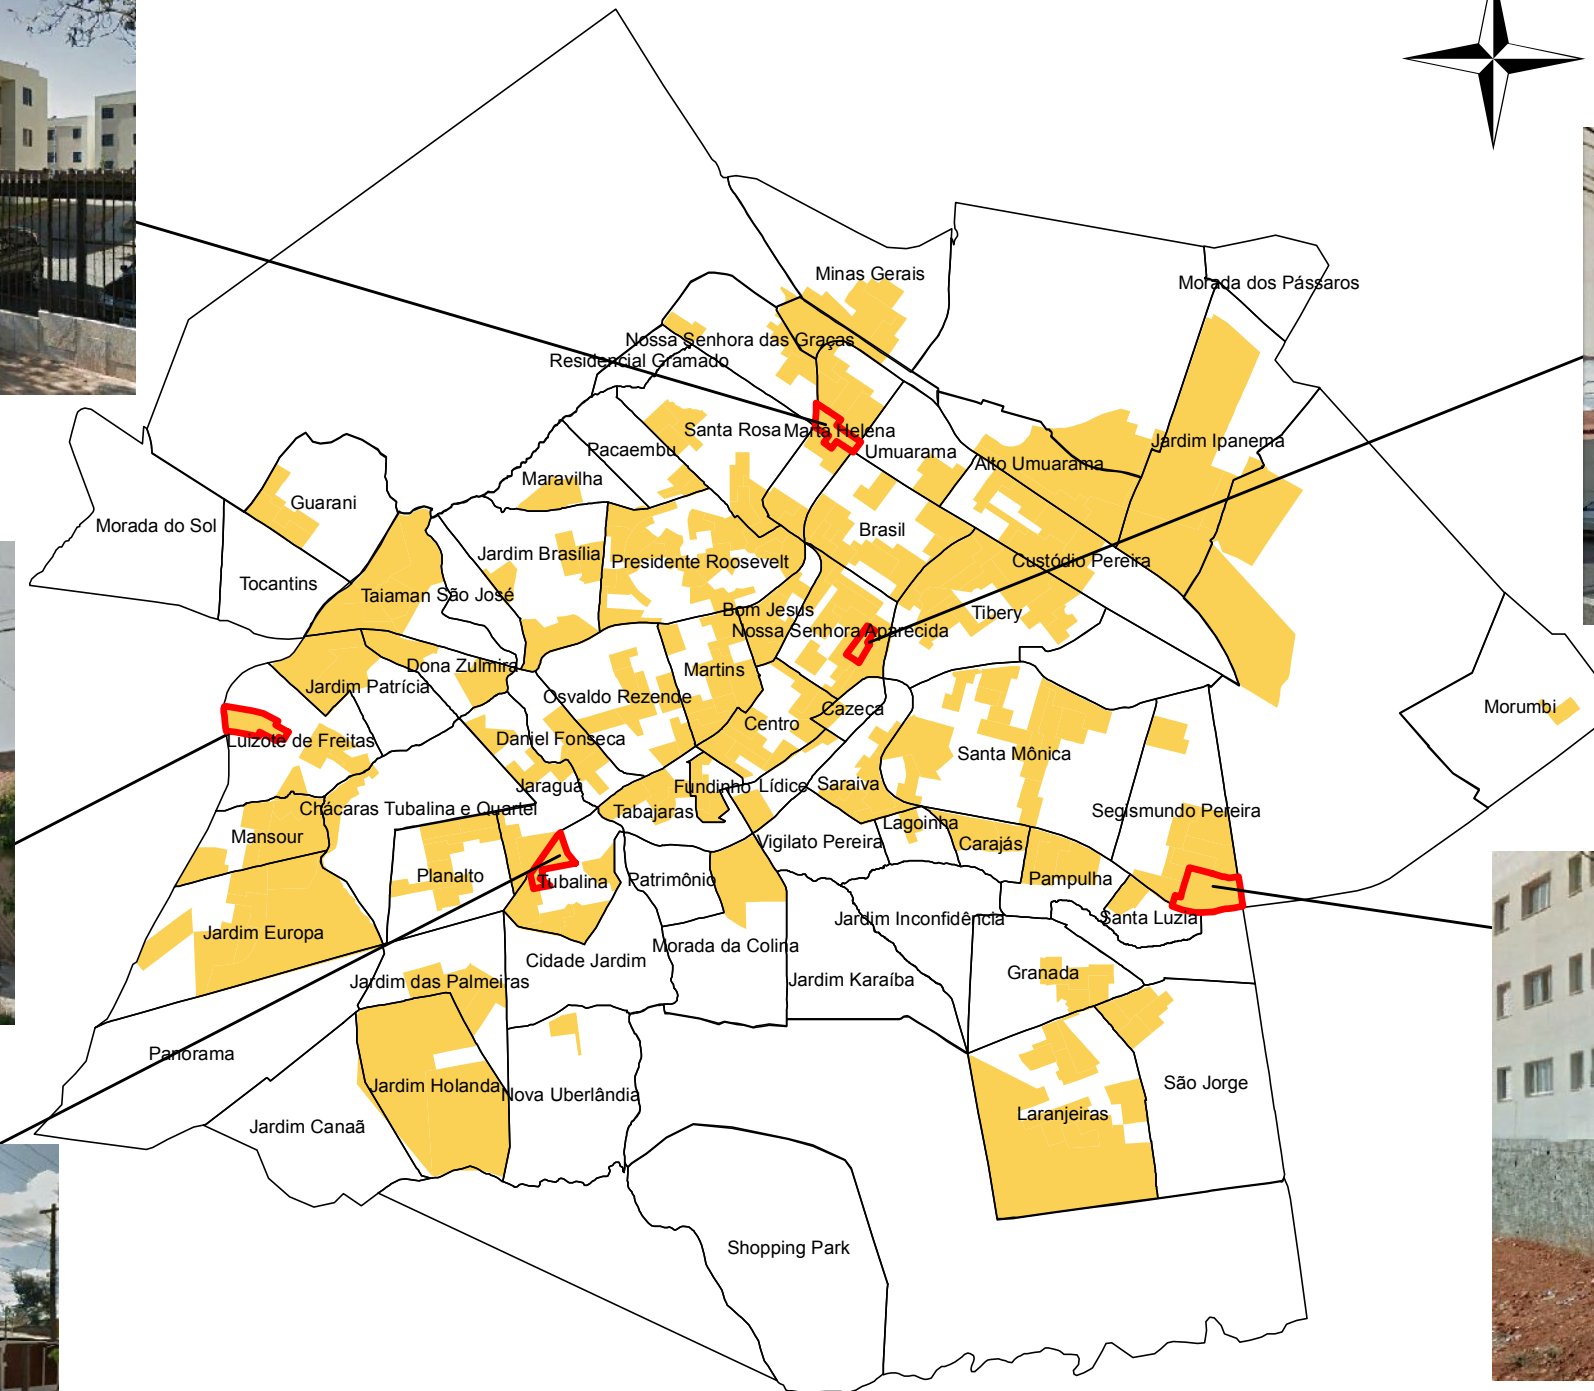 Minas Gerais
Morada dos Pássaros
Nossa Senhora das Graças
Residencial Gramado
Santa Rosa
Marta Helena
Jardim Ipanema
Pacaembu
Umuarama
Alto Umuarama
Maravilha
Guarani
Morada do Sol
Brasil
Jardim Brasília
Presidente Roosevelt
Custódio Pereira
Tocantins
Taiaman
São José
Bom Jesus
Tibery
Nossa Senhora Aparecida
Dona Zulmira
Martins
Jardim Patrícia
Osvaldo Rezende
Cazeca
Morumbi
Centro
Luizote de Freitas
Daniel Fonseca
Santa Mônica
Jaraguá
Fundinho
Lídice
Saraiva
Chácaras Tubalina e Quartel
Tabajaras
Segismundo Pereira
Mansour
Lagoinha
Vigilato Pereira
Carajás
Planalto
Tubalina
Patrimônio
Pampulha
Jardim Inconfidência
Santa Luzia
Jardim Europa
Morada da Colina
Cidade Jardim
Granada
Jardim das Palmeiras
Jardim Karaíba
Panorama
Jardim Holanda
Nova Uberlândia
São Jorge
Laranjeiras
Jardim Canaã
Shopping Park